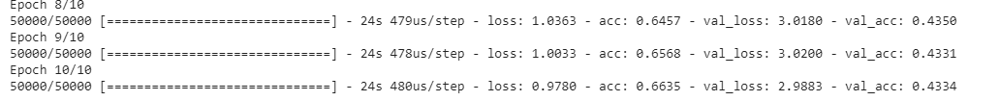 Epoch 8/10
50000/50000 [==============================] - 24s 479us/step - loss: 1.0363 - acc: 0.6457 - val_loss: 3.0180 - val_acc: 0.4350
Epoch 9/10
50000/50000 [==============================] - 24s 478us/step - loss: 1.0033 - acc: 0.6568 - val_loss: 3.0200 - val_acc: 0.4331
Epoch 10/10
50000/50000 [==============================] - 24s 480us/step - loss: 0.9780 - acc: 0.6635 - val_loss: 2.9883 - val_acc: 0.4334